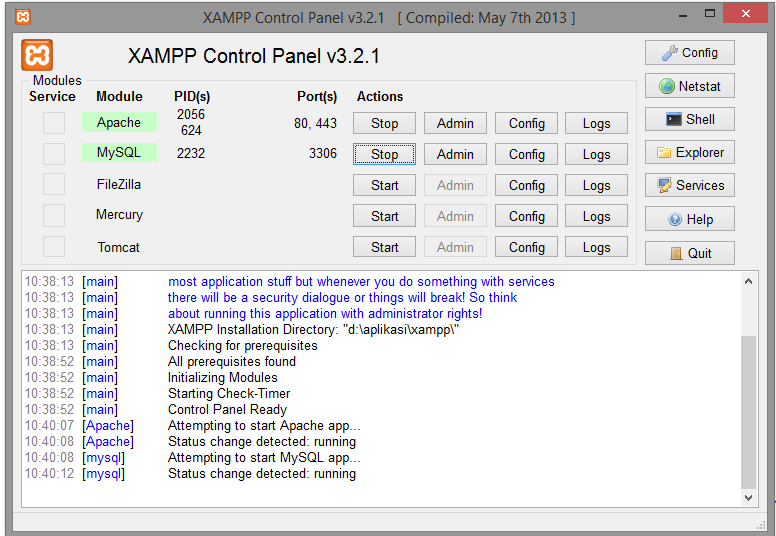 XAMPP Control Panel v3.2.1 [ Compiled: May 7th 2013 ]
XAMPP Control Panel v3.2.1
Config
Modules
Service Module PID(s) Port(s) Actions
Netstat
Apache 2056 624 80, 443 Stop Admin Config Logs
Shell
MySQL 2232 3306 Stop Admin Config Logs
Explorer
FileZilla Start Admin Config Logs
Services
Mercury Start Admin Config Logs
Help
Tomcat Start Admin Config Logs
Quit
10:38:13 [main] most application stuff but whenever you do something with services
10:38:13 [main] there will be a security dialogue or things will break! So think
10:38:13 [main] about running this application with administrator rights!
10:38:13 [main] XAMPP Installation Directory: "d:\aplikasi\xampp\"
10:38:13 [main] Checking for prerequisites
10:38:52 [main] All prerequisites found
10:38:52 [main] Initializing Modules
10:38:52 [main] Starting Check-Timer
10:38:52 [main] Control Panel Ready
10:40:07 [Apache] Attempting to start Apache app...
10:40:08 [Apache] Status change detected: running
10:40:08 [mysql] Attempting to start MySQL app...
10:40:12 [mysql] Status change detected: running